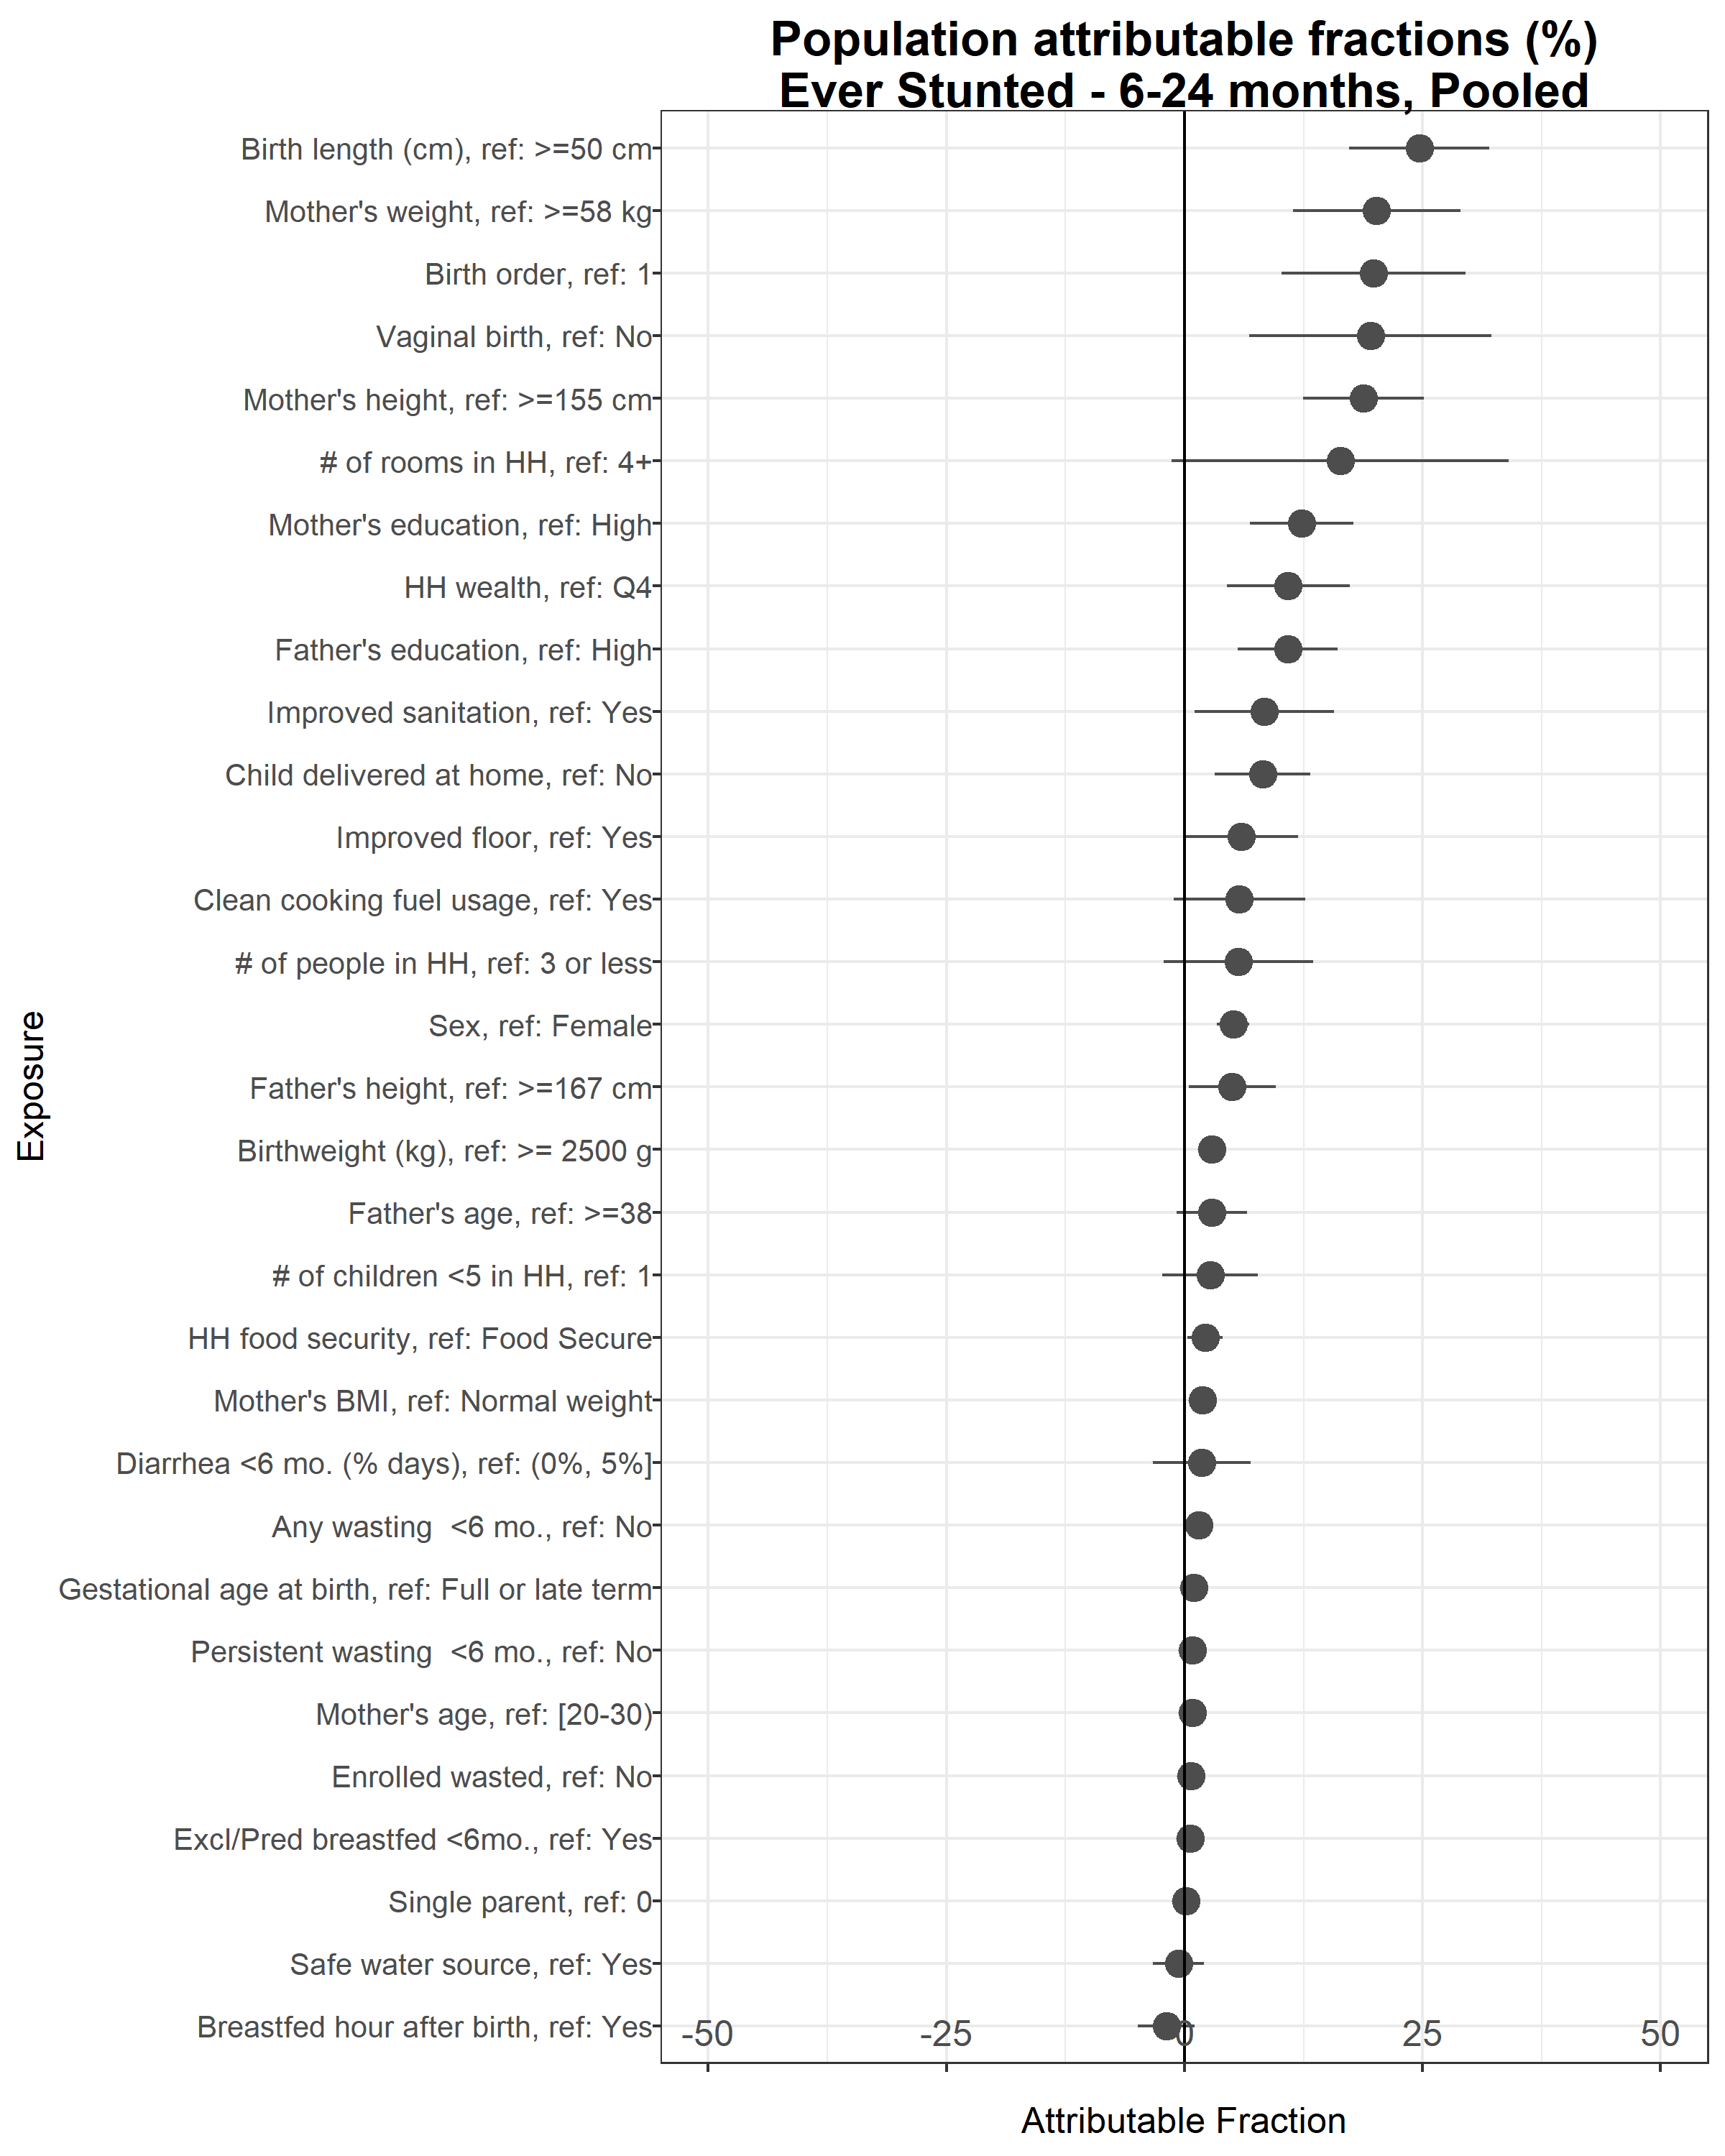 Population attributable fractions (%)
Ever Stunted - 6-24 months, Pooled
Birth length (cm), ref: >=50 cm
Mother's weight, ref: >=58 kg
Birth order, ref: 1
Vaginal birth, ref: No
Mother's height, ref: >=155 cm
# of rooms in HH, ref: 4+
Mother's education, ref: High
HH wealth, ref: Q4
Father's education, ref: High
Improved sanitation, ref: Yes
Child delivered at home, ref: No
Improved floor, ref: Yes
Clean cooking fuel usage, ref: Yes
# of people in HH, ref: 3 or less
Sex, ref: Female
Father's height, ref: >=167 cm
Birthweight (kg), ref: >= 2500 g
Father's age, ref: >=38
# of children <5 in HH, ref: 1
HH food security, ref: Food Secure
Mother's BMI, ref: Normal weight
Diarrhea <6 mo. (% days), ref: (0%, 5%]
Any wasting  <6 mo., ref: No
Gestational age at birth, ref: Full or late term
Persistent wasting  <6 mo., ref: No
Mother's age, ref: [20-30)
Enrolled wasted, ref: No
Excl/Pred breastfed <6mo., ref: Yes
Single parent, ref: 0
Safe water source, ref: Yes
Breastfed hour after birth, ref: Yes
Exposure
-50 -25 0 25 50
Attributable Fraction